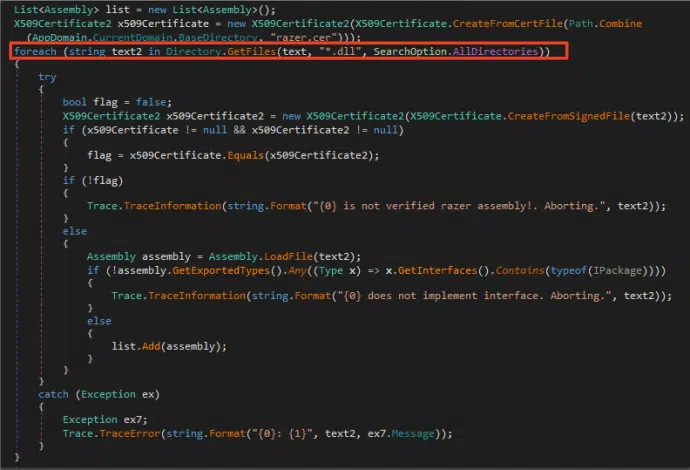 List<Assembly> list = new List<Assembly>();
X509Certificate2 x509Certificate = new X509Certificate2(X509Certificate.CreateFromCertFile(Path.Combine
(AppDomain.CurrentDomain.BaseDirectory, "razer.cer")));
foreach (string text2 in Directory.GetFiles(text, "*.dll", SearchOption.AllDirectories))
{
try
{
bool flag = false;
X509Certificate2 x509Certificate2 = new X509Certificate2(X509Certificate.CreateFromSignedFile(text2));
if (x509Certificate != null && x509Certificate2 != null)
{
flag = x509Certificate.Equals(x509Certificate2);
}
if (!flag)
{
Trace.TraceInformation(string.Format("{0} is not verified razer assembly!. Aborting.", text2));
}
else
{
Assembly assembly = Assembly.LoadFile(text2);
if (!assembly.GetExportedTypes().Any((Type x) => x.GetInterfaces().Contains(typeof(IPackage))))
{
Trace.TraceInformation(string.Format("{0} does not implement interface. Aborting.", text2));
}
else
{
list.Add(assembly);
}
}
}
catch (Exception ex)
{
Exception ex7;
Trace.TraceError(string.Format("{0}: {1}", text2, ex7.Message));
}
}